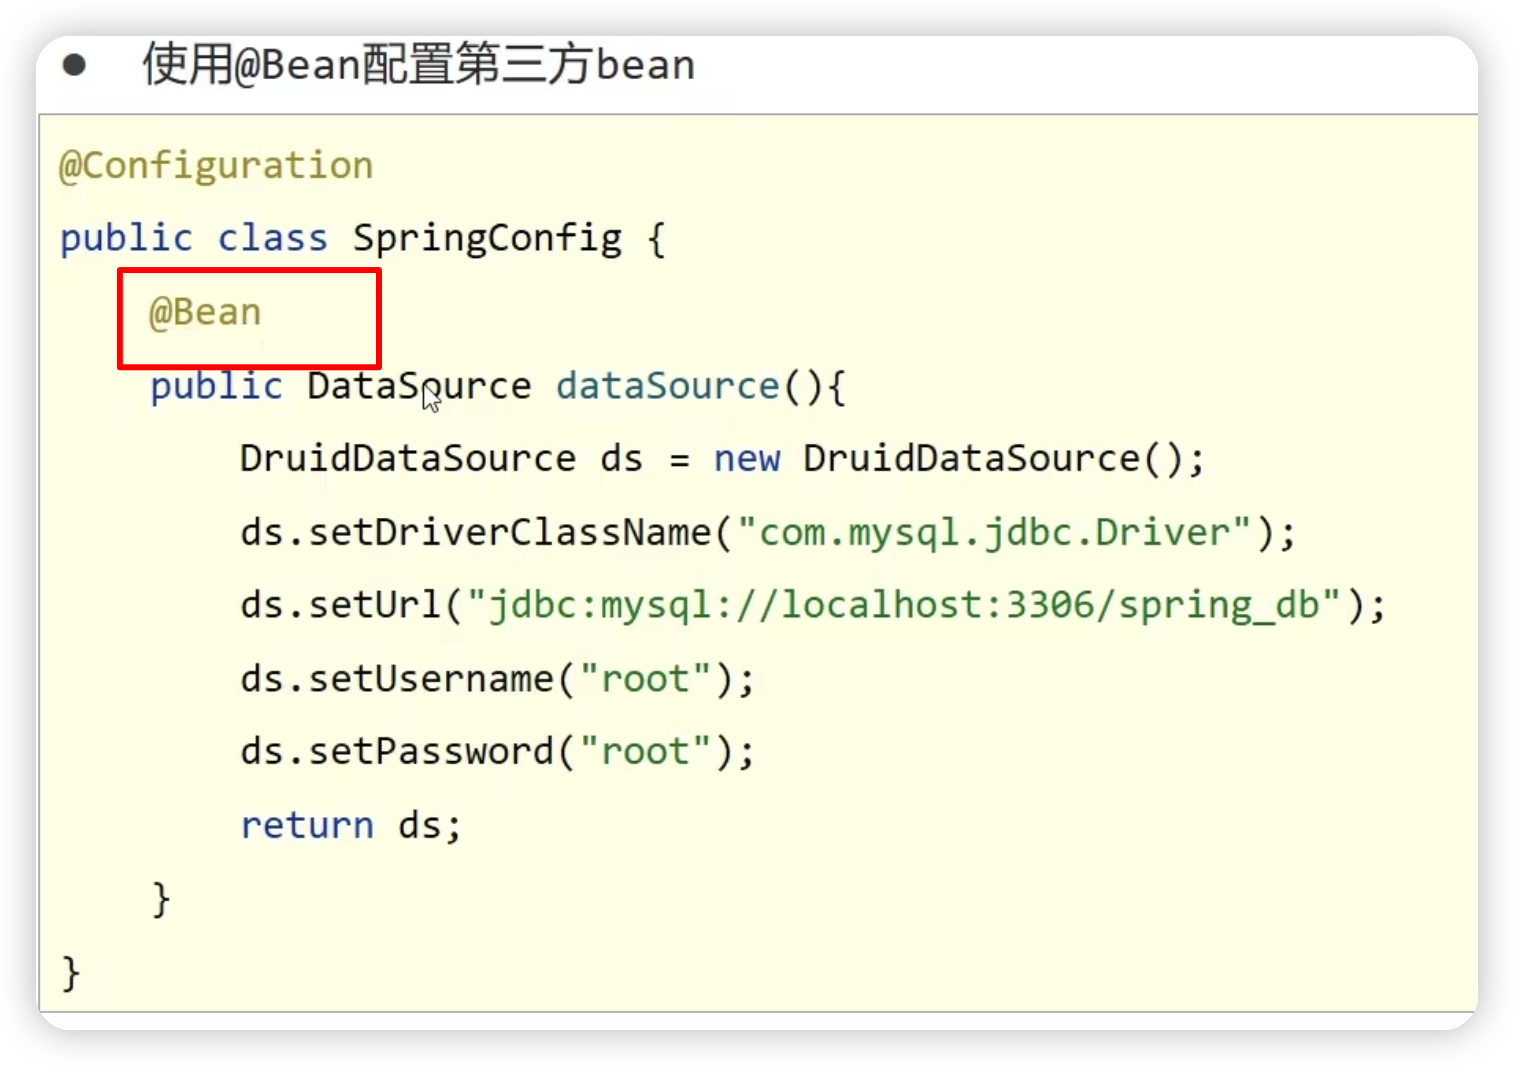 ● 使用@Bean配置第三方bean
@Configuration
public class SpringConfig {
@Bean
public DataSource dataSource(){
DruidDataSource ds = new DruidDataSource();
ds.setDriverClassName("com.mysql.jdbc.Driver");
ds.setUrl("jdbc:mysql://localhost:3306/spring_db");
ds.setUsername("root");
ds.setPassword("root");
return ds;
}
}